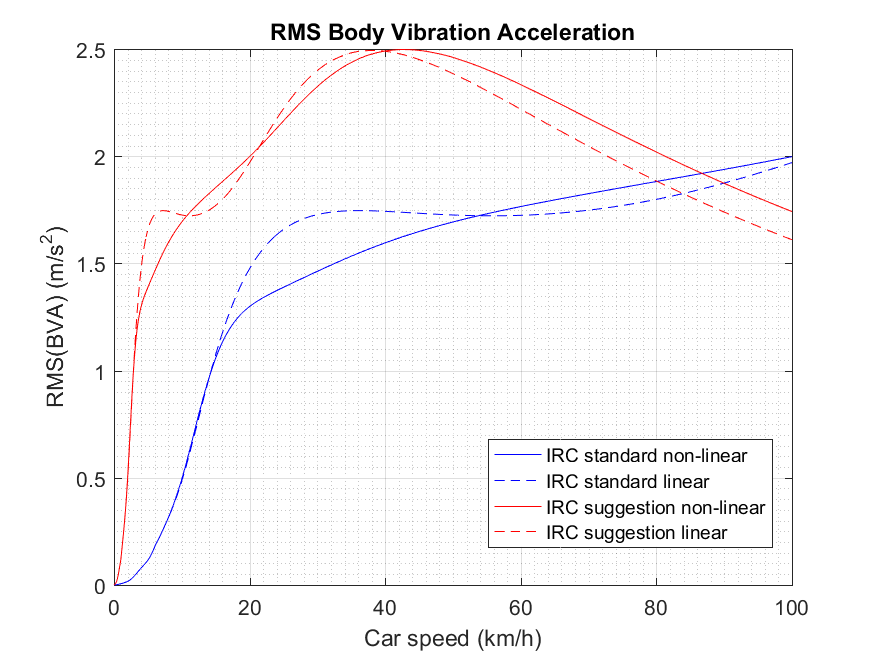 RMS Body Vibration Acceleration
RMS(BVA) (m/s²)
2.5
2
1.5
1
0.5
0
0 20 40 60 80 100
Car speed (km/h)
IRC standard non-linear
IRC standard linear
IRC suggestion non-linear
IRC suggestion linear